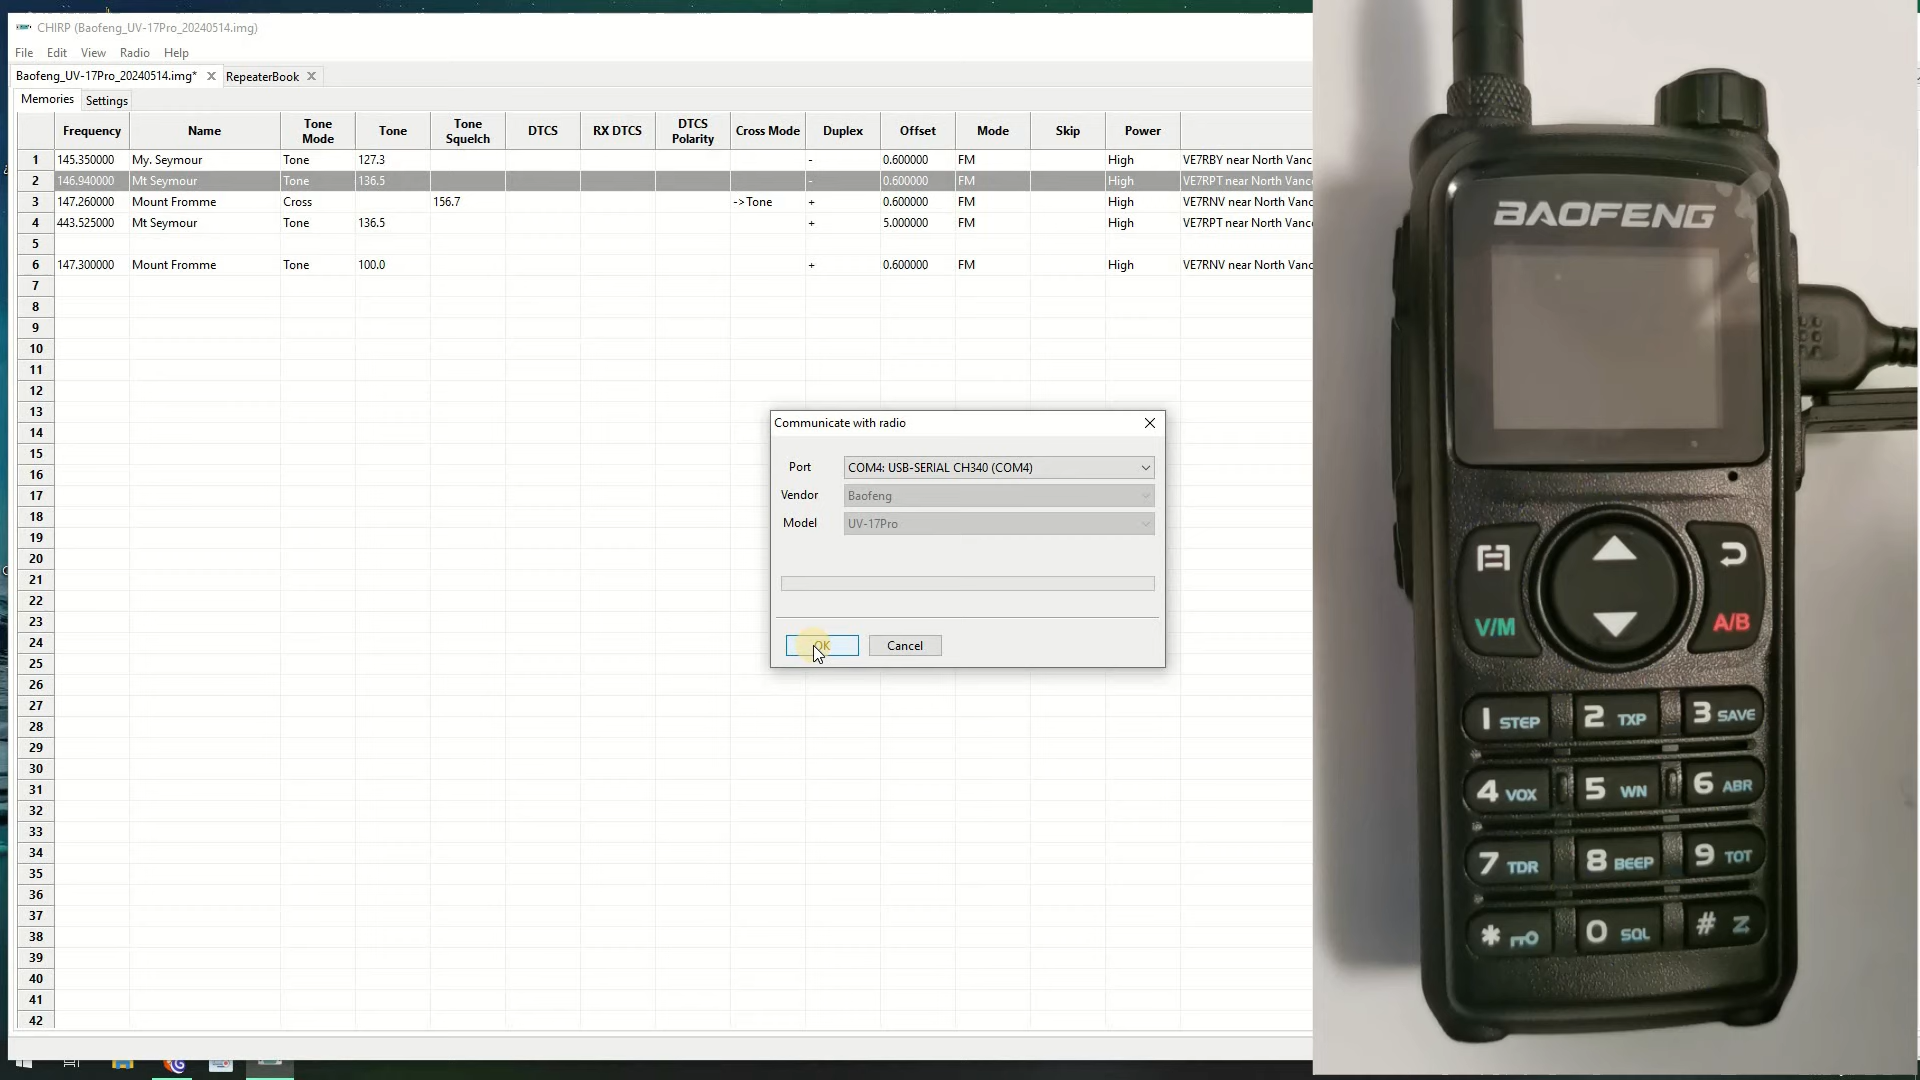 CHIRP (Baofeng_UV-17Pro_20240514.img)
File Edit View Radio Help
Baofeng_UV-17Pro_20240514.img* RepeaterBook
Memories Settings
Frequency Name Tone Mode Tone Tone Squelch DTCS RX DTCS DTCS Polarity Cross Mode Duplex Offset Mode Skip Power
1 145.350000 My. Seymour Tone 127.3 - 0.600000 FM High VE7RBY near North Vanc
2 146.940000 Mt Seymour Tone 136.5 - 0.600000 FM High VE7RPT near North Vanc
3 147.260000 Mount Fromme Cross 156.7 ->Tone + 0.600000 FM High VE7RNV near North Vanc
4 443.525000 Mt Seymour Tone 136.5 + 5.000000 FM High VE7RPT near North Vanc
5
6 147.300000 Mount Fromme Tone 100.0 + 0.600000 FM High VE7RNV near North Vanc
7
8
9
10
11
12
13
14
15
16
17
18
19
20
21
22
23
24
25
26
27
28
29
30
31
32
33
34
35
36
37
38
39
40
41
42
Communicate with radio
Port COM4: USB-SERIAL CH340 (COM4)
Vendor Baofeng
Model UV-17Pro
OK Cancel
BAOFENG
V/M A/B
1 STEP 2 TXP 3 SAVE
4 VOX 5 WN 6 ABR
7 TDR 8 BEEP 9 TOT
* 0 SQL #